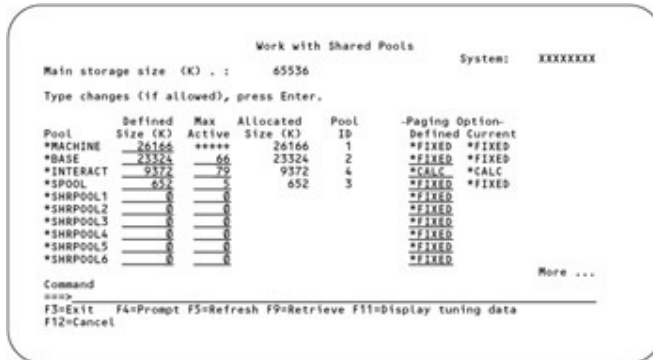 Work with Shared Pools
System: XXXXXXXX
Main storage size (K) . : 65536
Type changes (if allowed), press Enter.
Defined Max Allocated Pool -Paging Option-
Pool Size (K) Active Size (K) ID Defined Current
*MACHINE 26166 +++++ 26166 1 *FIXED *FIXED
*BASE 23324 66 23324 2 *FIXED *FIXED
*INTERACT 9372 79 9372 4 *CALC *CALC
*SPOOL 652 5 652 3 *FIXED *FIXED
*SHRPOOL1 0 0 *FIXED
*SHRPOOL2 0 0 *FIXED
*SHRPOOL3 0 0 *FIXED
*SHRPOOL4 0 0 *FIXED
*SHRPOOL5 0 0 *FIXED
*SHRPOOL6 0 0 *FIXED
More ...
Command
===>
F3=Exit F4=Prompt F5=Refresh F9=Retrieve F11=Display tuning data
F12=Cancel